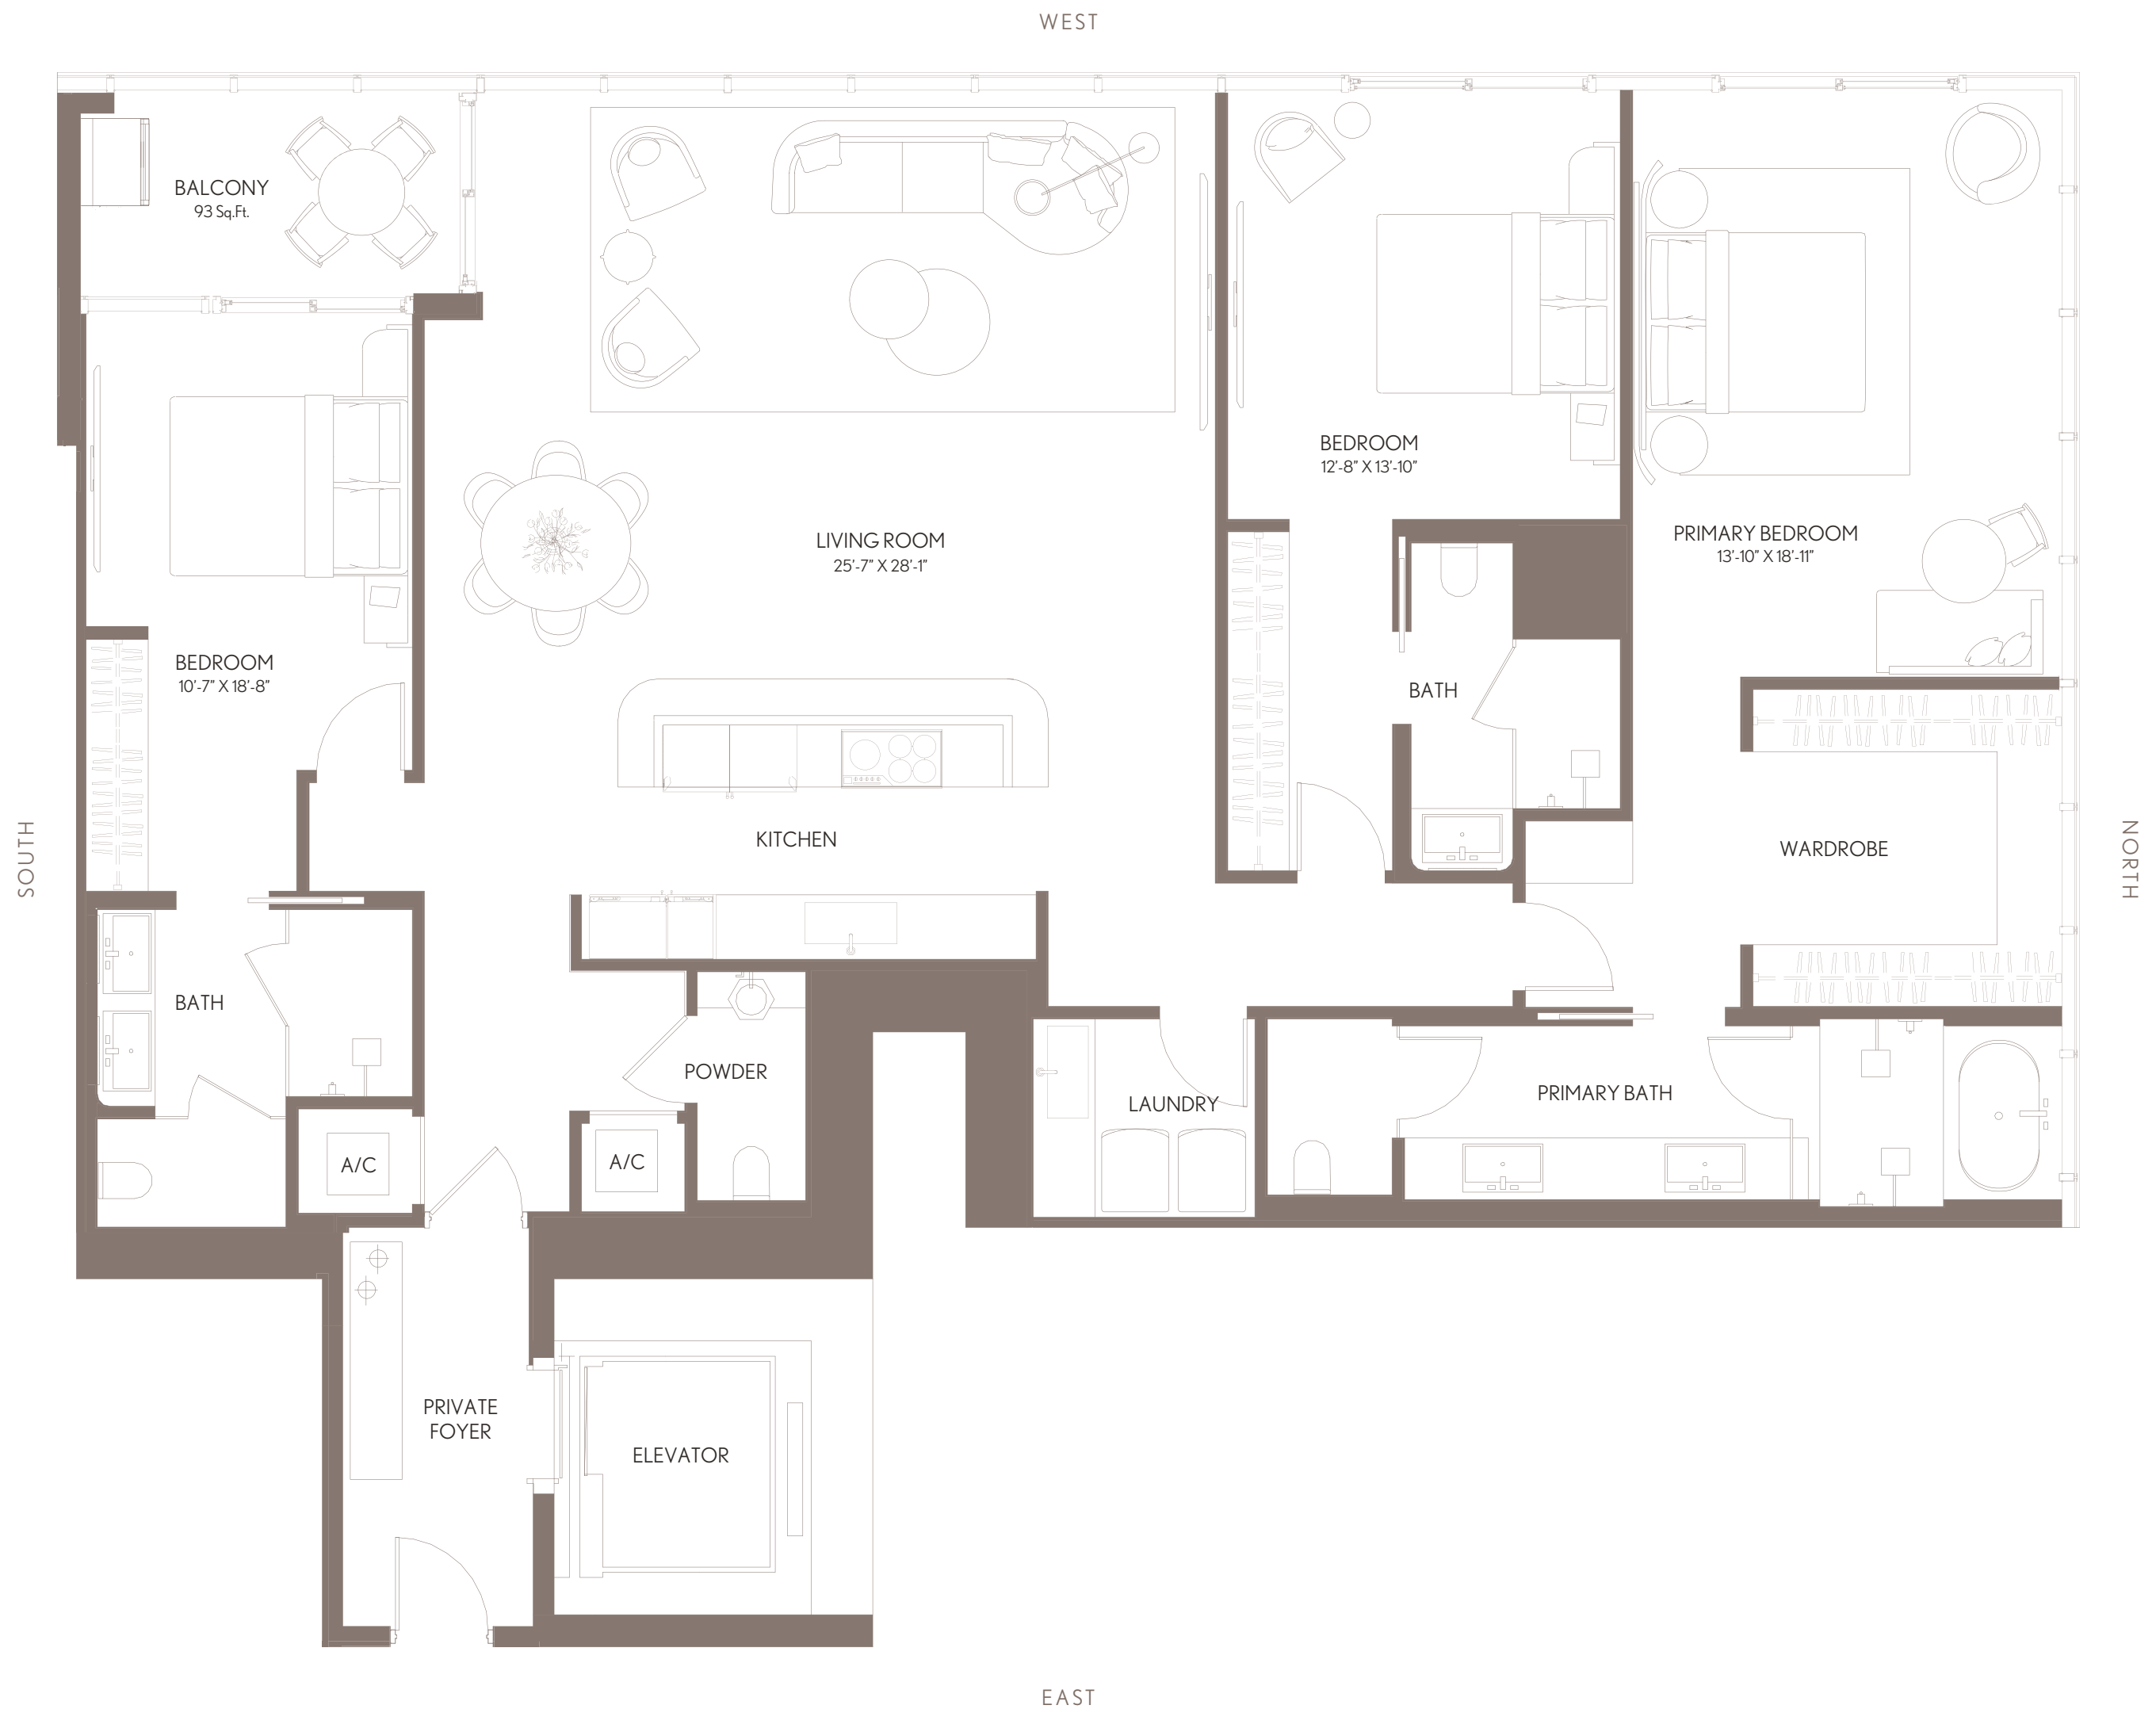 WEST
BALCONY
93 Sq.Ft.
BEDROOM
12'-8" X 13'-10"
PRIMARY BEDROOM
13'-10" X 18'-11"
LIVING ROOM
25'-7" X 28'-1"
BEDROOM
10'-7" X 18'-8"
BATH
SOUTH
KITCHEN
WARDROBE
NORTH
BATH
POWDER
LAUNDRY
PRIMARY BATH
A/C
A/C
PRIVATE
FOYER
ELEVATOR
EAST